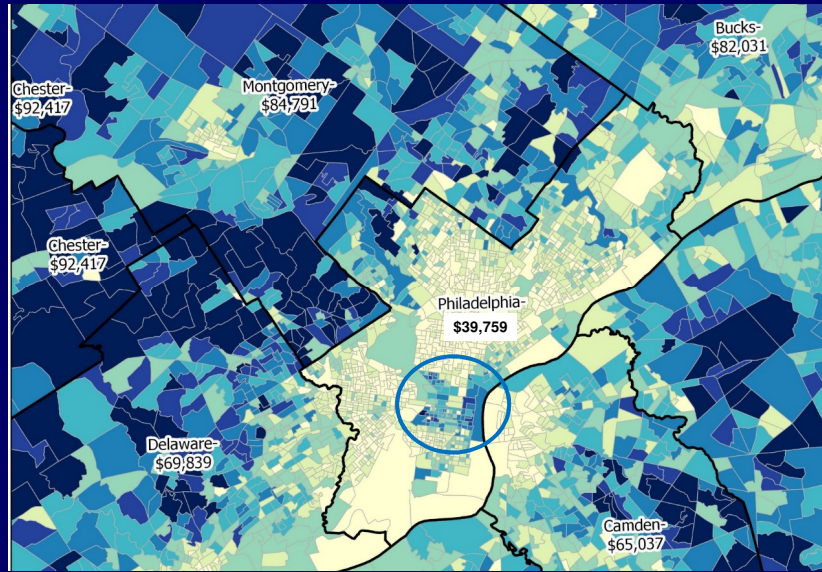 Bucks-
$82,031
Chester-
$92,417
Montgomery-
$84,791
Chester-
$92,417
Philadelphia-
$39,759
Delaware-
$69,839
Camden-
$65,037